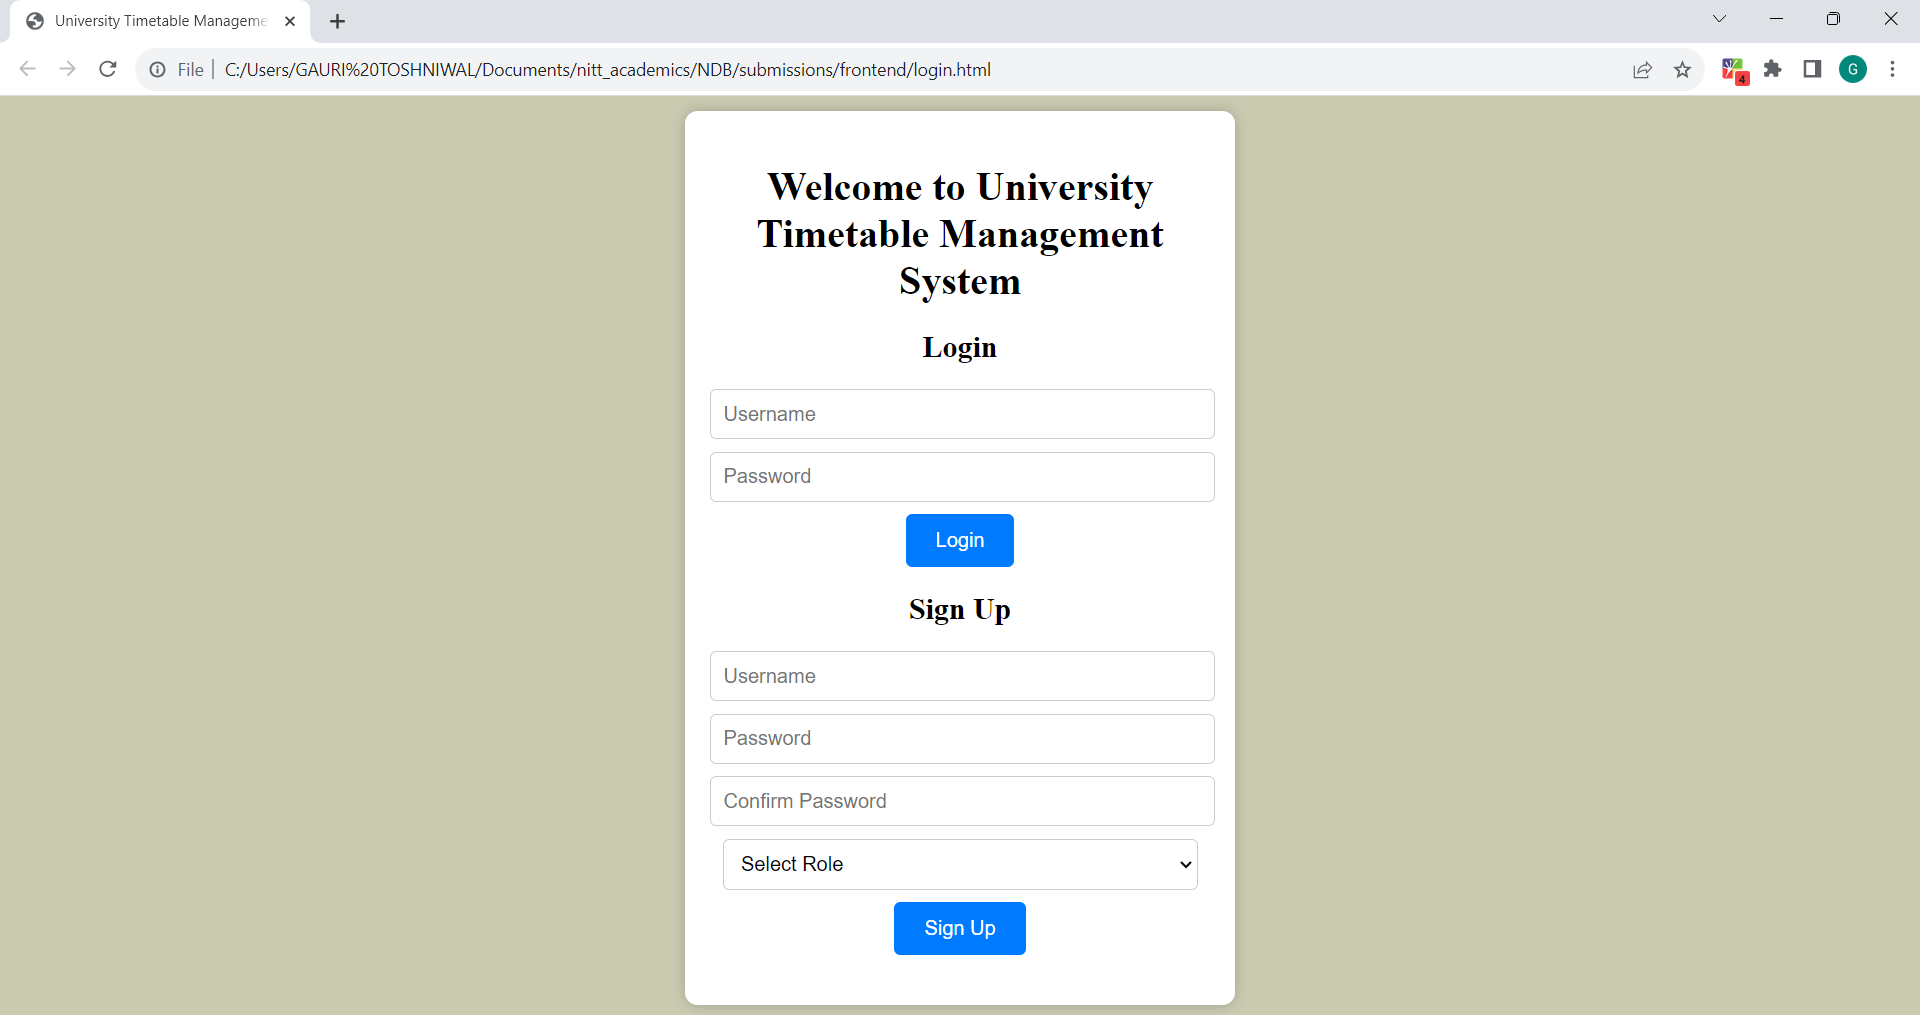 University Timetable Manageme
File
C:/Users/GAURI%20TOSHNIWAL/Documents/nitt_academics/NDB/submissions/frontend/login.html
4
G
Welcome to University
Timetable Management
System
Login
Username
Password
Login
Sign Up
Username
Password
Confirm Password
Select Role
Sign Up